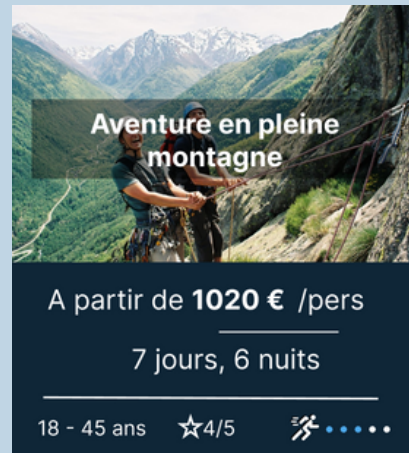 Aventure en pleine
montagne
A partir de 1020 € /pers
7 jours, 6 nuits
18 - 45 ans ☆4/5